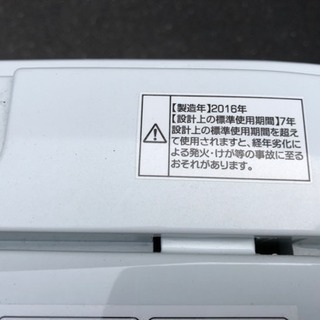 【製造年】2016年
【設計上の標準使用期間】7年
設計上の標準使用期間を超え
て使用されますと、経年劣化に
よる発火・けが等の事故に至る
おそれがあります。